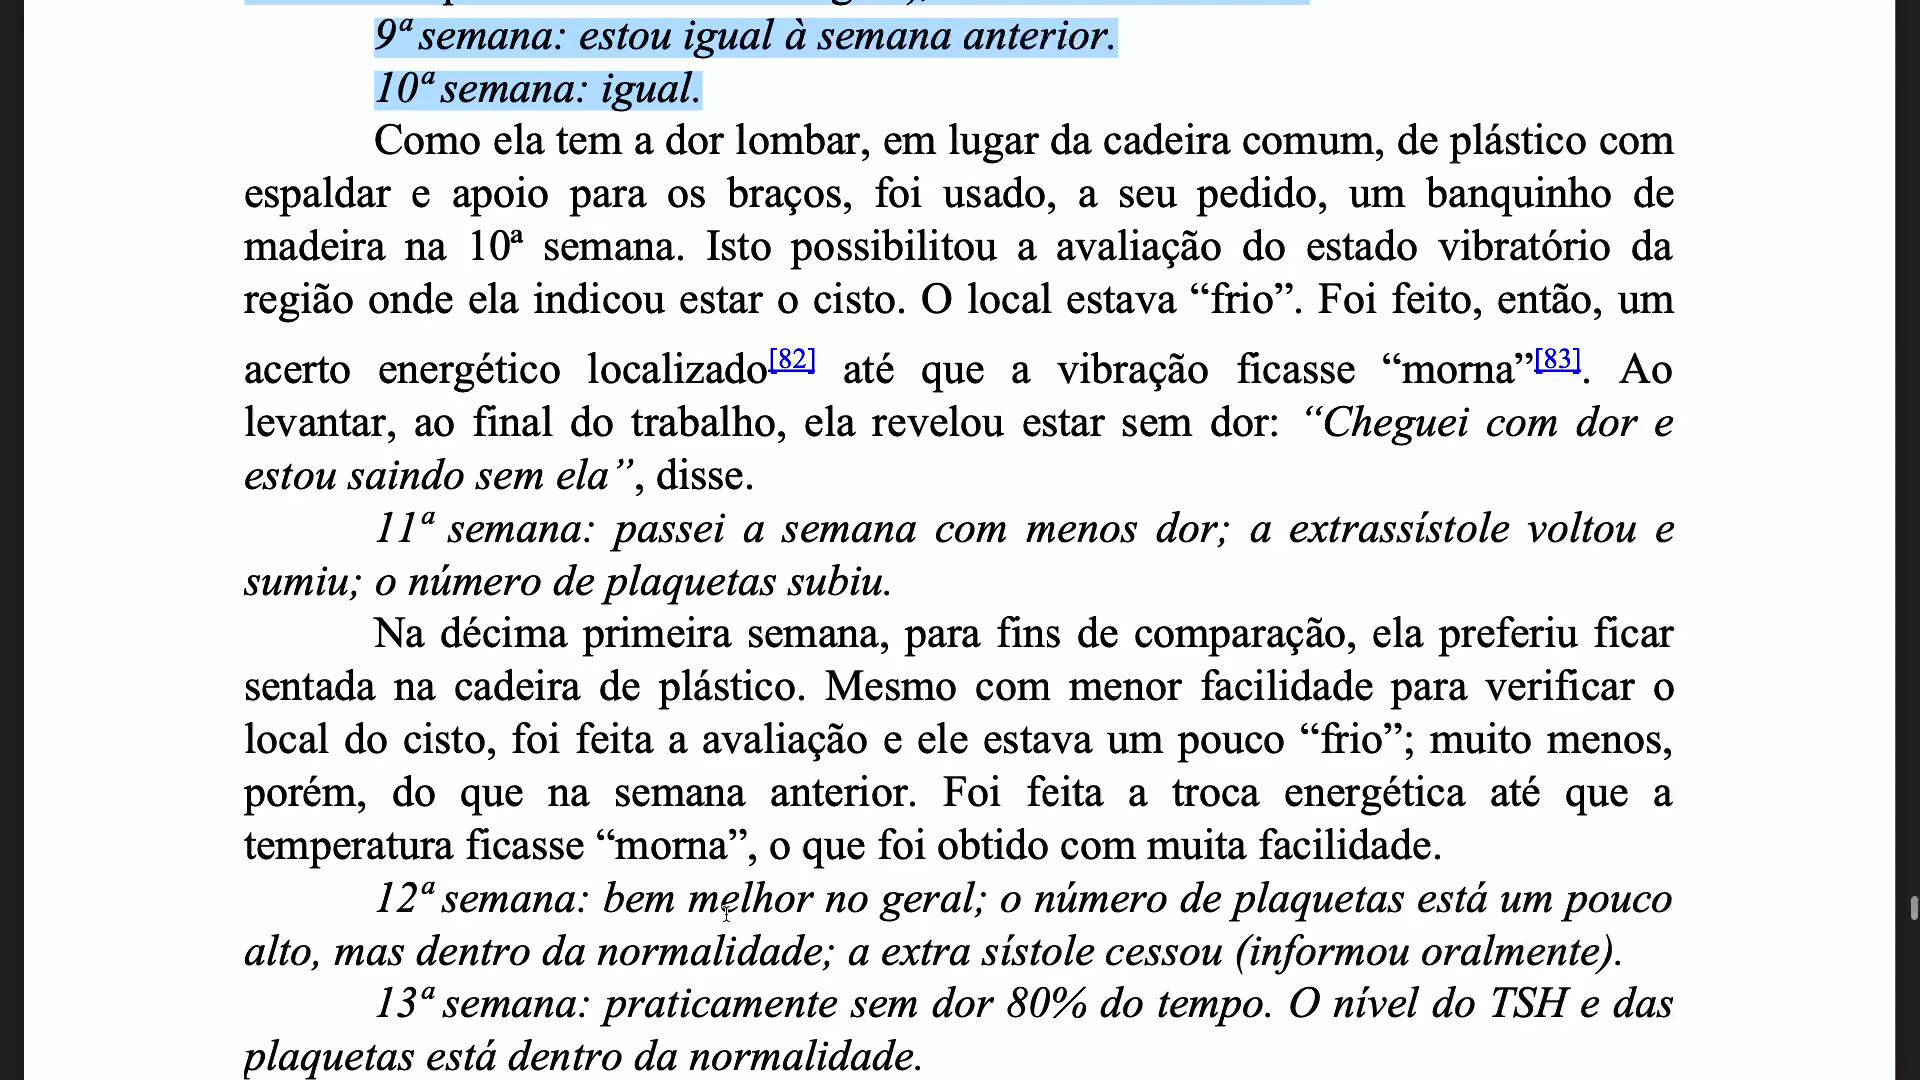 9ª semana: estou igual à semana anterior.
10ª semana: igual.
Como ela tem a dor lombar, em lugar da cadeira comum, de plástico com
espaldar e apoio para os braços, foi usado, a seu pedido, um banquinho de
madeira na 10ª semana. Isto possibilitou a avaliação do estado vibratório da
região onde ela indicou estar o cisto. O local estava “frio”. Foi feito, então, um
acerto energético localizado[82] até que a vibração ficasse “morna”[83]. Ao
levantar, ao final do trabalho, ela revelou estar sem dor: “Cheguei com dor e
estou saindo sem ela”, disse.
11ª semana: passei a semana com menos dor; a extrassístole voltou e
sumiu; o número de plaquetas subiu.
Na décima primeira semana, para fins de comparação, ela preferiu ficar
sentada na cadeira de plástico. Mesmo com menor facilidade para verificar o
local do cisto, foi feita a avaliação e ele estava um pouco “frio”; muito menos,
porém, do que na semana anterior. Foi feita a troca energética até que a
temperatura ficasse “morna”, o que foi obtido com muita facilidade.
12ª semana: bem melhor no geral; o número de plaquetas está um pouco
alto, mas dentro da normalidade; a extra sístole cessou (informou oralmente).
13ª semana: praticamente sem dor 80% do tempo. O nível do TSH e das
plaquetas está dentro da normalidade.